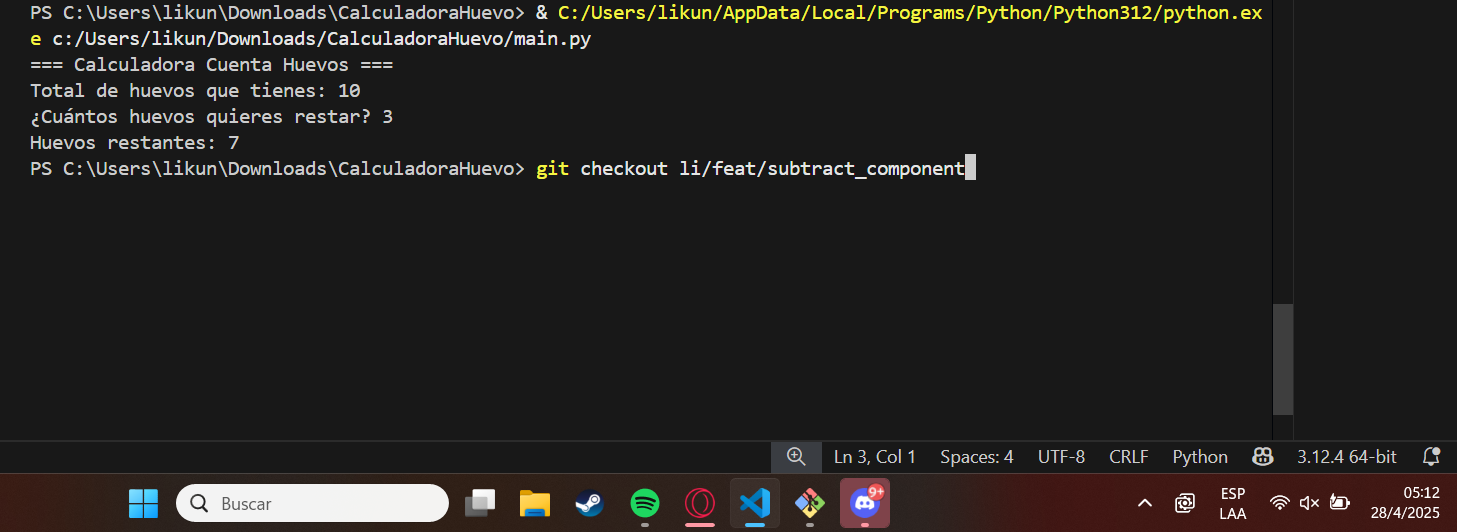 PS C:\Users\likun\Downloads\CalculadoraHuevo> & C:/Users/likun/AppData/Local/Programs/Python/Python312/python.ex
e c:/Users/likun/Downloads/CalculadoraHuevo/main.py
=== Calculadora Cuenta Huevos ===
Total de huevos que tienes: 10
¿Cuántos huevos quieres restar? 3
Huevos restantes: 7
PS C:\Users\likun\Downloads\CalculadoraHuevo> git checkout li/feat/subtract_component
Ln 3, Col 1 Spaces: 4 UTF-8 CRLF Python 3.12.4 64-bit
Buscar
9+
ESP
LAA
05:12
28/4/2025